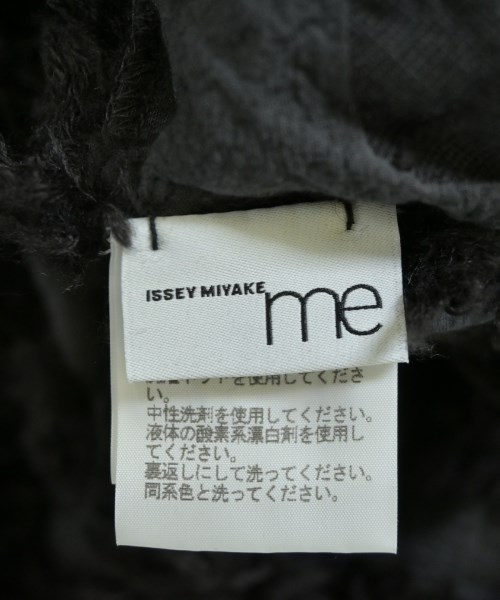 ISSEY MIYAKE me
ネットを使用してくださ
い。
中性洗剤を使用してください。
液体の酸素系漂白剤を使用し
てください。
裏返しにして洗ってください。
同系色と洗ってください。